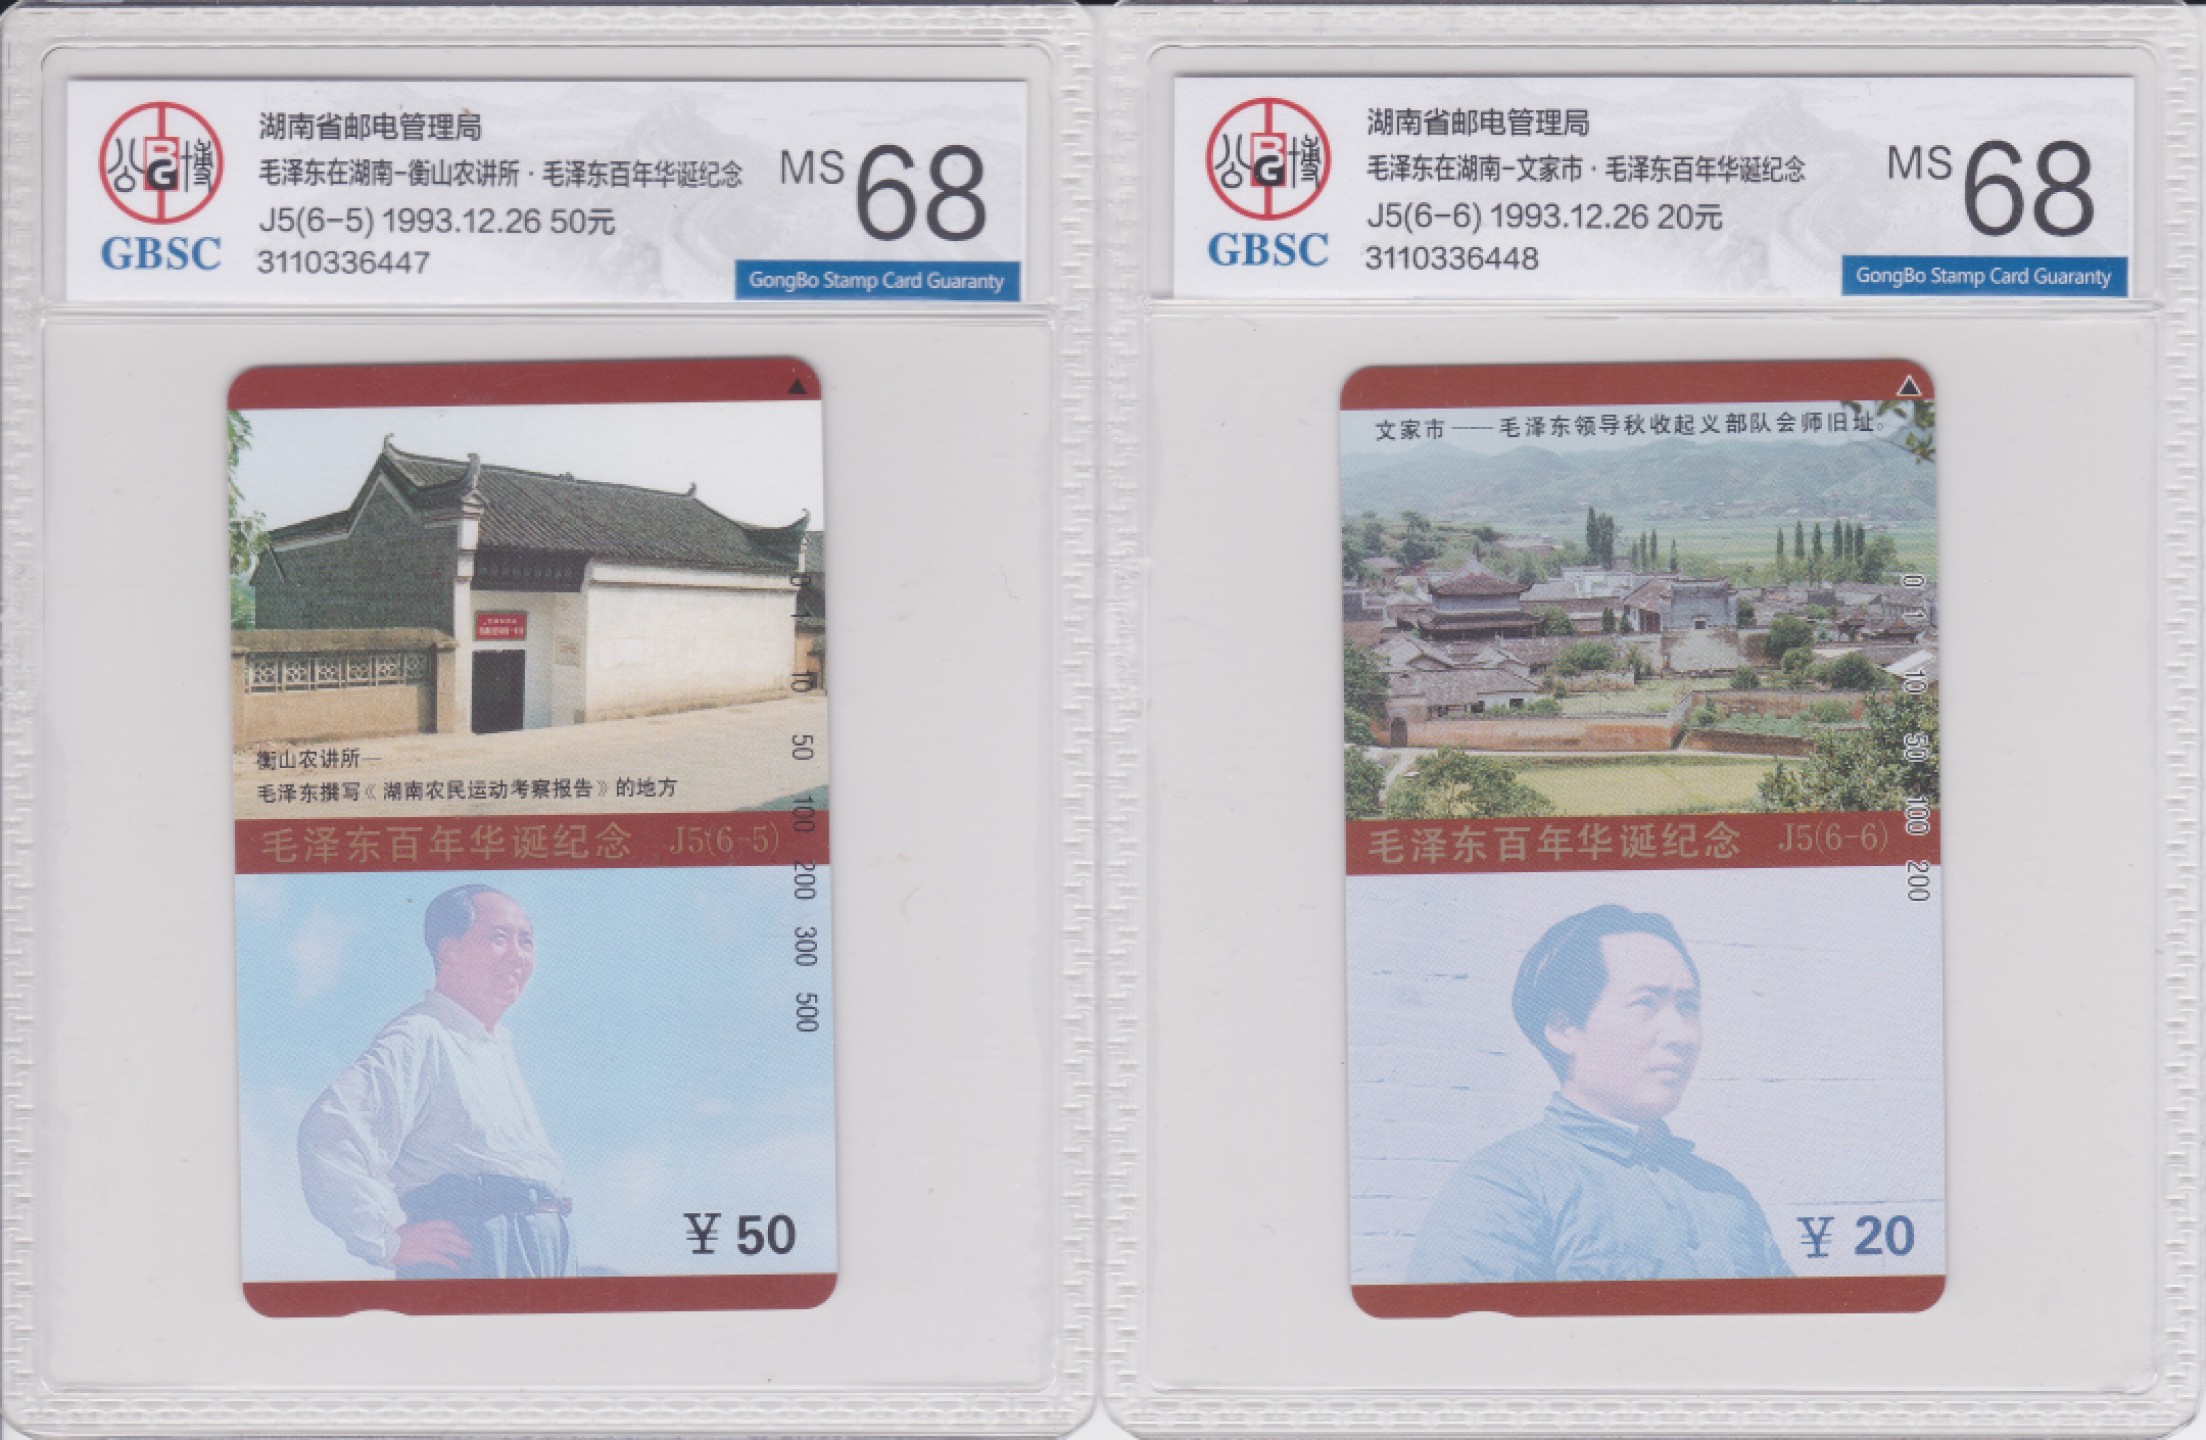 湖南省邮电管理局
毛泽东在湖南-衡山农讲所·毛泽东百年华诞纪念
J5(6-5) 1993.12.26 50元
3110336447
MS 68
公博
BG
GBSC
GongBo Stamp Card Guaranty
衡山农讲所—
毛泽东撰写《湖南农民运动考察报告》的地方
毛泽东百年华诞纪念 J5(6-5)
0 1 10 50 100 200 300 500
¥ 50
湖南省邮电管理局
毛泽东在湖南-文家市·毛泽东百年华诞纪念
J5(6-6) 1993.12.26 20元
3110336448
MS 68
公博
BG
GBSC
GongBo Stamp Card Guaranty
文家市——毛泽东领导秋收起义部队会师旧址。
毛泽东百年华诞纪念 J5(6-6)
0 1 10 50 100 200
¥ 20